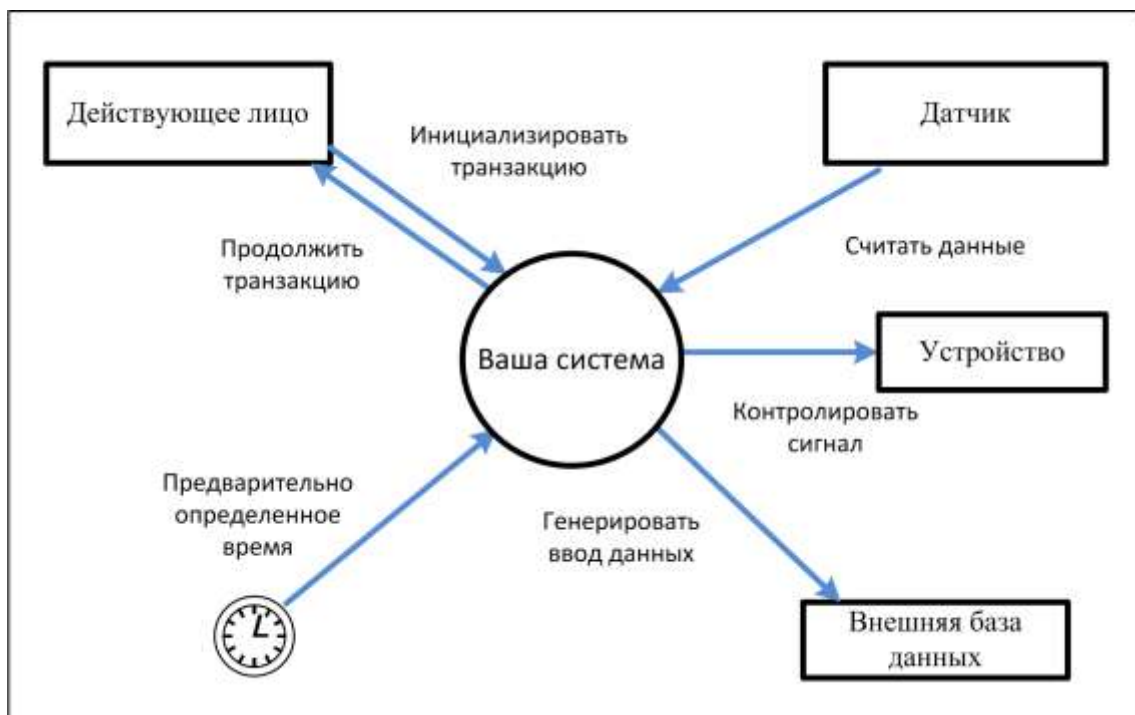 Действующее лицо
Инициализировать
транзакцию
Датчик
Продолжить
транзакцию
Считать данные
Ваша система
Устройство
Контролировать
сигнал
Предварительно
определенное
время
Генерировать
ввод данных
Внешняя база
данных